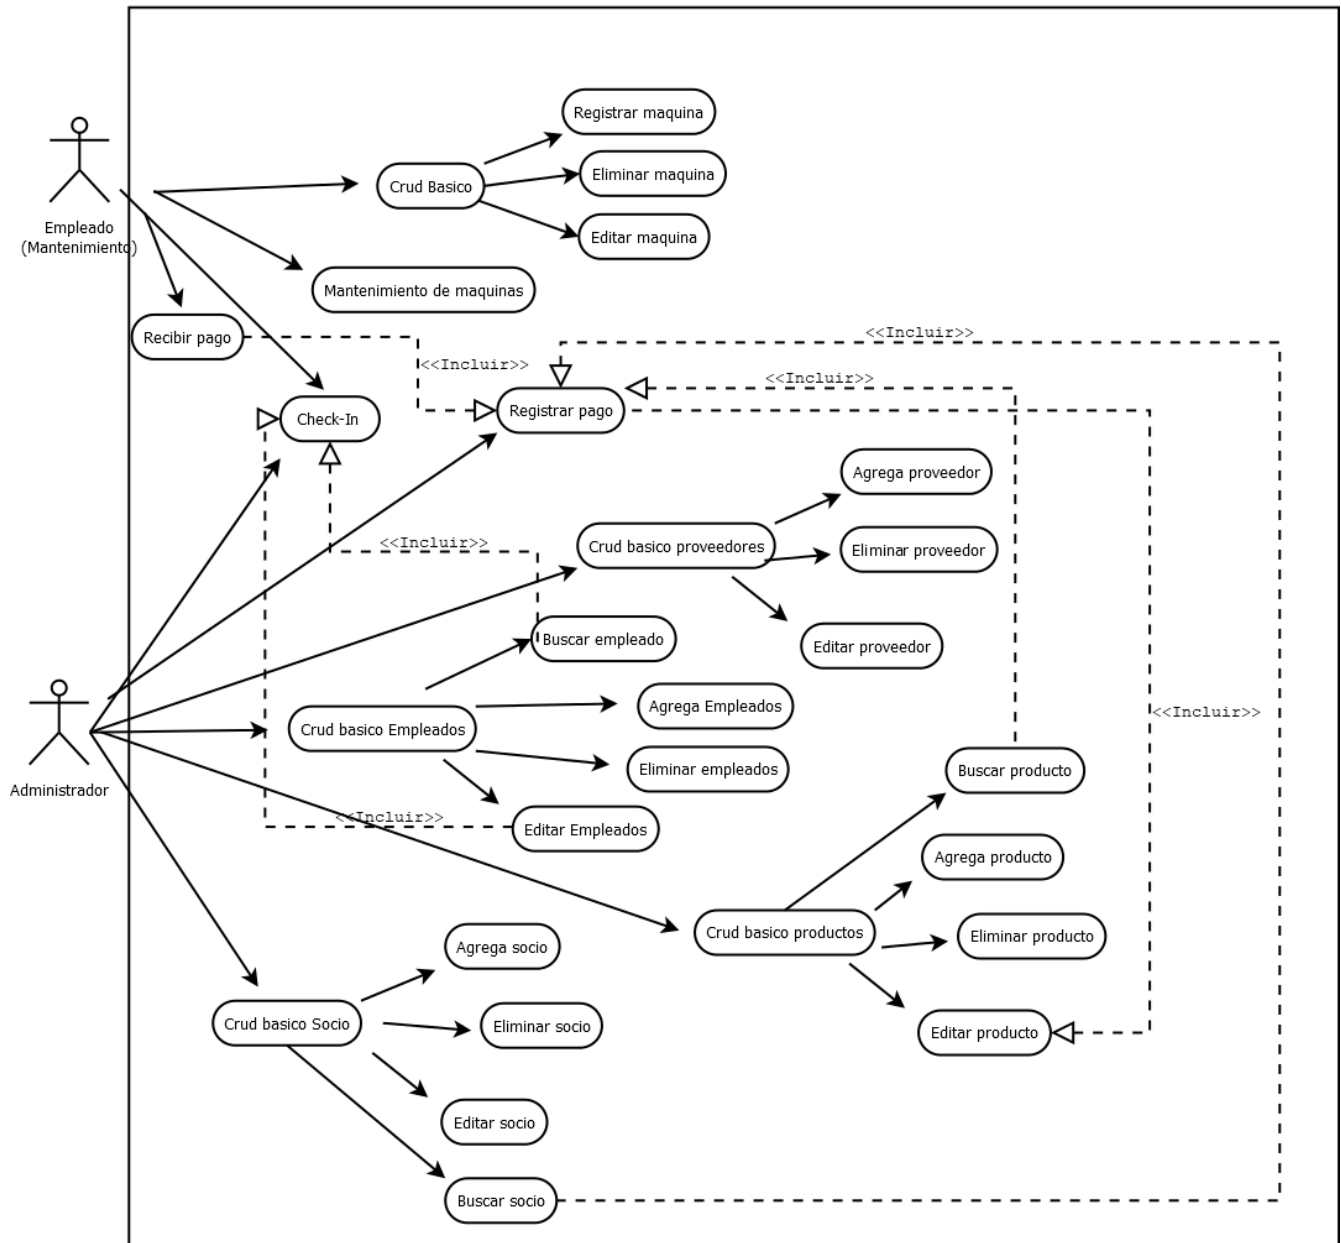 Registrar maquina
Eliminar maquina
Crud Basico
Empleado
(Mantenimiento)
Editar maquina
Mantenimiento de maquinas
Recibir pago
<<Incluir>>
<<Incluir>>
<<Incluir>>
Check-In
Registrar pago
Agrega proveedor
<<Incluir>>
Crud basico proveedores
Eliminar proveedor
Buscar empleado
Editar proveedor
Agrega Empleados
<<Incluir>>
Crud basico Empleados
Eliminar empleados
Buscar producto
Administrador
<<Incluir>>
Editar Empleados
Agrega producto
Crud basico productos
Eliminar producto
Agrega socio
Crud basico Socio
Eliminar socio
Editar producto
Editar socio
Buscar socio